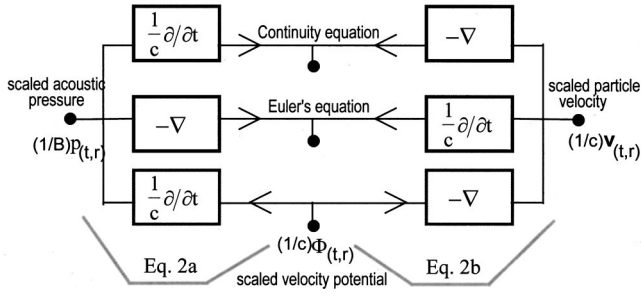 1/c ∂/∂t
Continuity equation
−∇
scaled acoustic
pressure
scaled particle
velocity
Euler's equation
−∇
1/c ∂/∂t
(1/B)p(t,r)
(1/c)v(t,r)
1/c ∂/∂t
−∇
(1/c)Φ(t,r)
Eq. 2a
Eq. 2b
scaled velocity potential